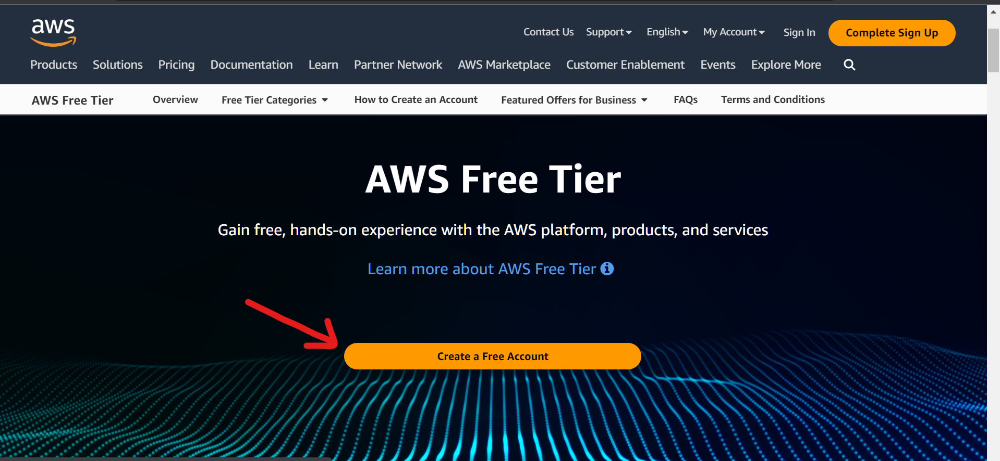 aws
Contact Us Support English My Account Sign In Complete Sign Up
Products Solutions Pricing Documentation Learn Partner Network AWS Marketplace Customer Enablement Events Explore More
AWS Free Tier Overview Free Tier Categories How to Create an Account Featured Offers for Business FAQs Terms and Conditions
AWS Free Tier
Gain free, hands-on experience with the AWS platform, products, and services
Learn more about AWS Free Tier
Create a Free Account